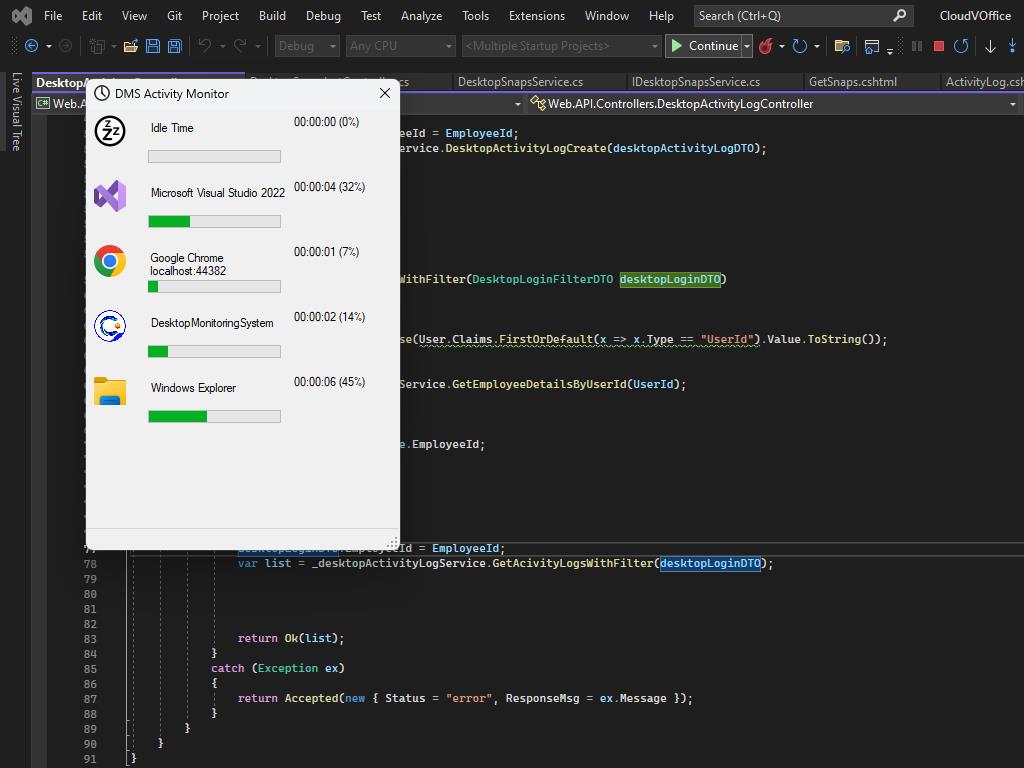 File Edit View Git Project Build Debug Test Analyze Tools Extensions Window Help Search (Ctrl+Q) CloudVOffice
Debug Any CPU <Multiple Startup Projects> Continue
DesktopSnapsService.cs IDesktopSnapsService.cs GetSnaps.cshtml ActivityLog.csh
Web.API.Controllers.DesktopActivityLogController
Live Visual Tree
DMS Activity Monitor
Idle Time 00:00:00 (0%)
Microsoft Visual Studio 2022 00:00:04 (32%)
Google Chrome 00:00:01 (7%)
localhost:44382
DesktopMonitoringSystem 00:00:02 (14%)
Windows Explorer 00:00:06 (45%)
eId = EmployeeId;
ervice.DesktopActivityLogCreate(desktopActivityLogDTO);
WithFilter(DesktopLoginFilterDTO desktopLoginDTO)
se(User.Claims.FirstOrDefault(x => x.Type == "UserId").Value.ToString());
Service.GetEmployeeDetailsByUserId(UserId);
e.EmployeeId;
77 desktopLoginDTO.EmployeeId = EmployeeId;
78 var list = _desktopActivityLogService.GetAcivityLogsWithFilter(desktopLoginDTO);
79
80
81
82
83 return Ok(list);
84 }
85 catch (Exception ex)
86 {
87 return Accepted(new { Status = "error", ResponseMsg = ex.Message });
88 }
89 }
90 }
91 }